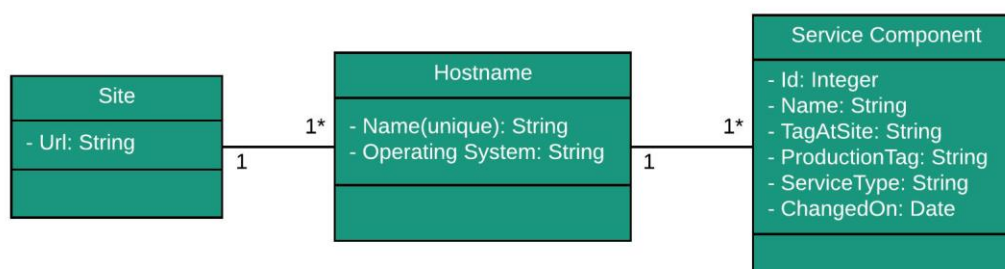 Site
- Url: String
1
1*
Hostname
- Name(unique): String
- Operating System: String
1
1*
Service Component
- Id: Integer
- Name: String
- TagAtSite: String
- ProductionTag: String
- ServiceType: String
- ChangedOn: Date